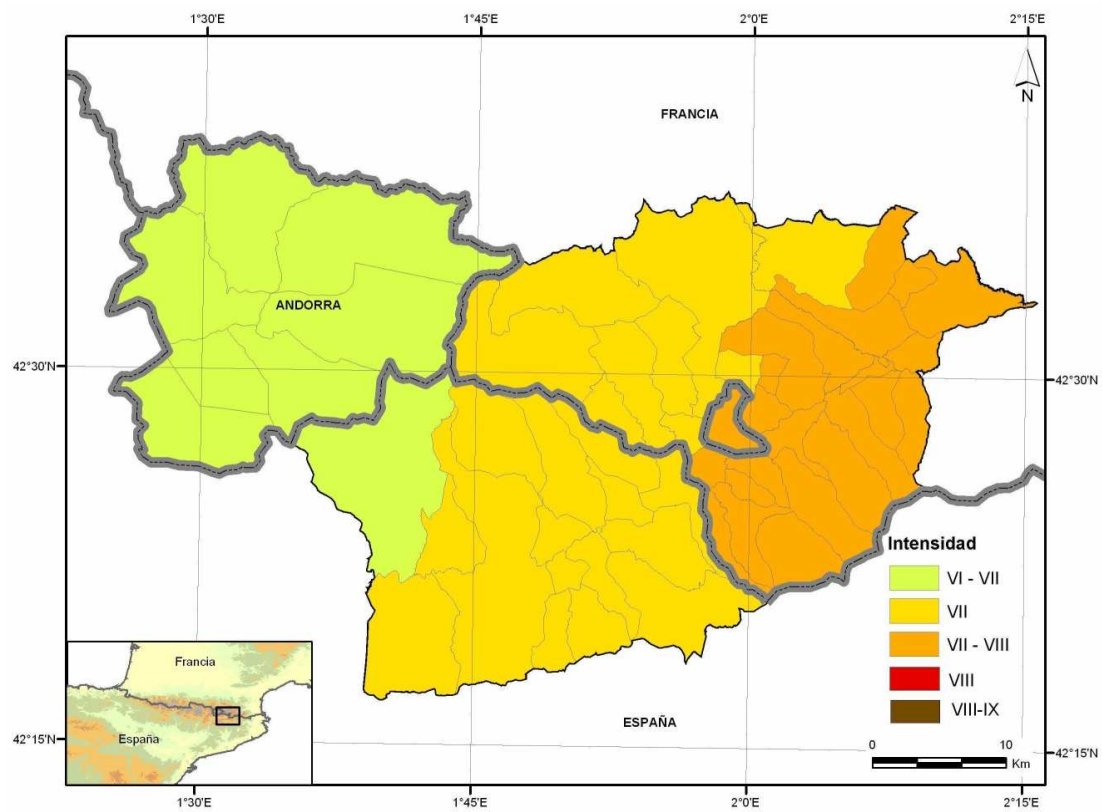 1°30'E
1°45'E
2°0'E
2°15'E
N
FRANCIA
ANDORRA
42°30'N
42°30'N
Intensidad
VI - VII
VII
VII - VIII
VIII
VIII-IX
Francia
España
ESPAÑA
42°15'N
42°15'N
0
10
Km
1°30'E
1°45'E
2°0'E
2°15'E